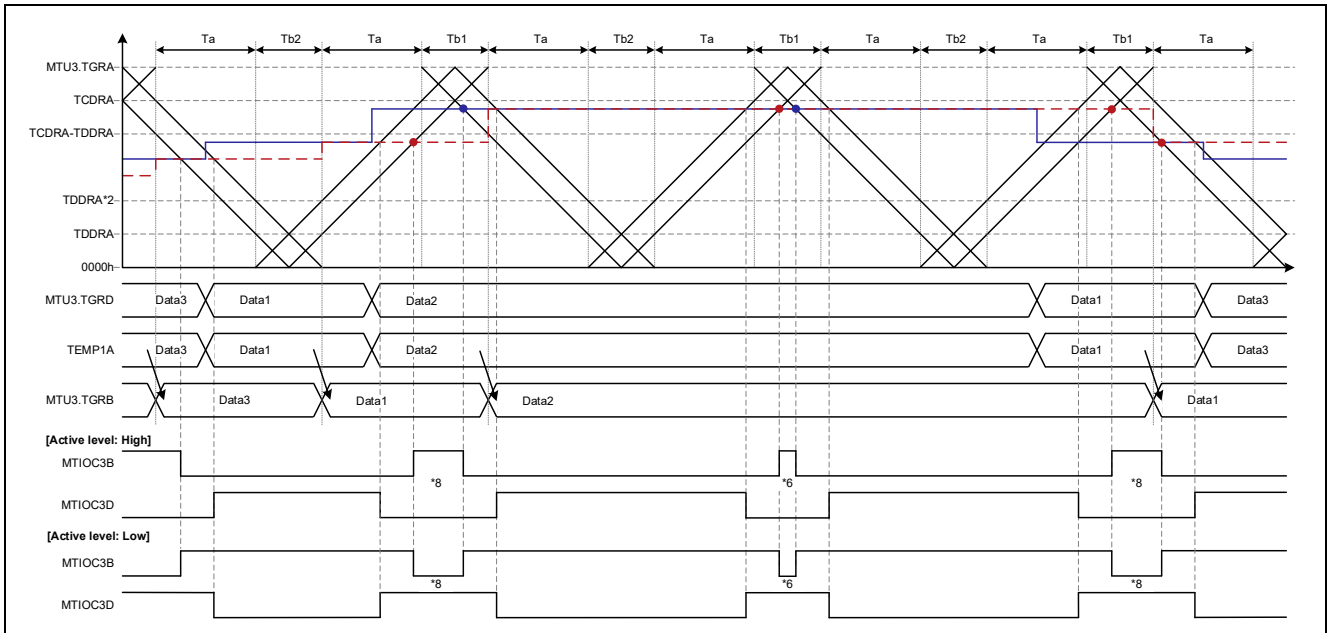 Ta Tb2 Ta Tb1 Ta Tb2 Ta Tb1 Ta Tb2 Ta Tb1 Ta
MTU3.TGRA
TCDRA
TCDRA-TDDRA
TDDRA*2
TDDRA
0000h
MTU3.TGRD Data3 Data1 Data2 Data1 Data3
TEMP1A Data3 Data1 Data2 Data1 Data3
MTU3.TGRB Data3 Data1 Data2 Data1
[Active level: High]
MTIOC3B
*8 *6 *8
MTIOC3D
[Active level: Low]
MTIOC3B
*8 *6 *8
MTIOC3D